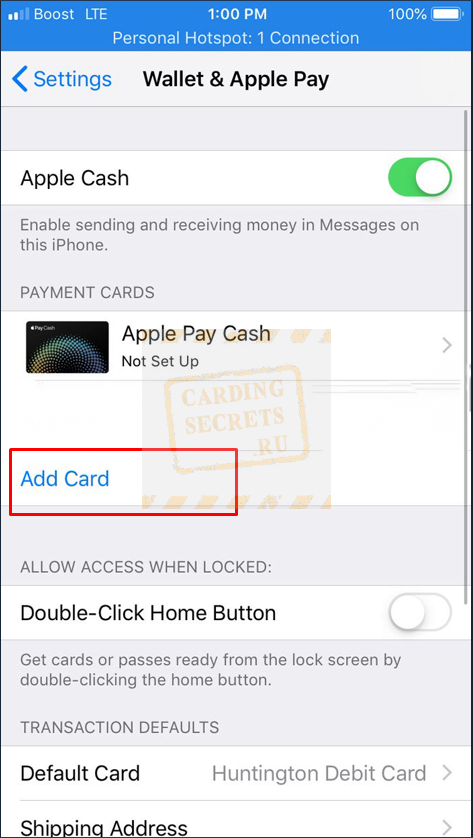 Boost LTE 1:00 PM 100%
Personal Hotspot: 1 Connection
Settings Wallet & Apple Pay
Apple Cash
Enable sending and receiving money in Messages on
this iPhone.
PAYMENT CARDS
Pay Cash
Apple Pay Cash
Not Set Up
CARDING
SECRETS
.RU
Add Card
ALLOW ACCESS WHEN LOCKED:
Double-Click Home Button
Get cards or passes ready from the lock screen by
double-clicking the home button.
TRANSACTION DEFAULTS
Default Card Huntington Debit Card
Shipping Address